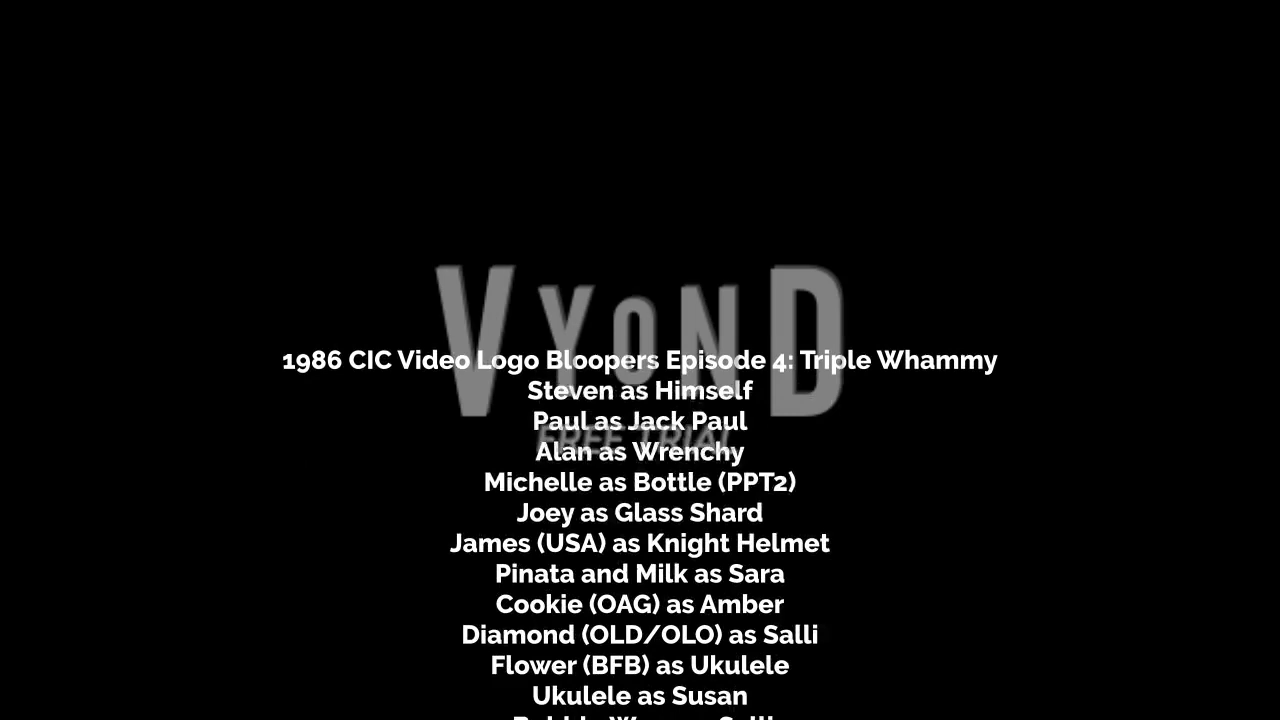 VYOND
FREE TRIAL
1986 CIC Video Logo Bloopers Episode 4: Triple Whammy
Steven as Himself
Paul as Jack Paul
Alan as Wrenchy
Michelle as Bottle (PPT2)
Joey as Glass Shard
James (USA) as Knight Helmet
Pinata and Milk as Sara
Cookie (OAG) as Amber
Diamond (OLD/OLO) as Salli
Flower (BFB) as Ukulele
Ukulele as Susan